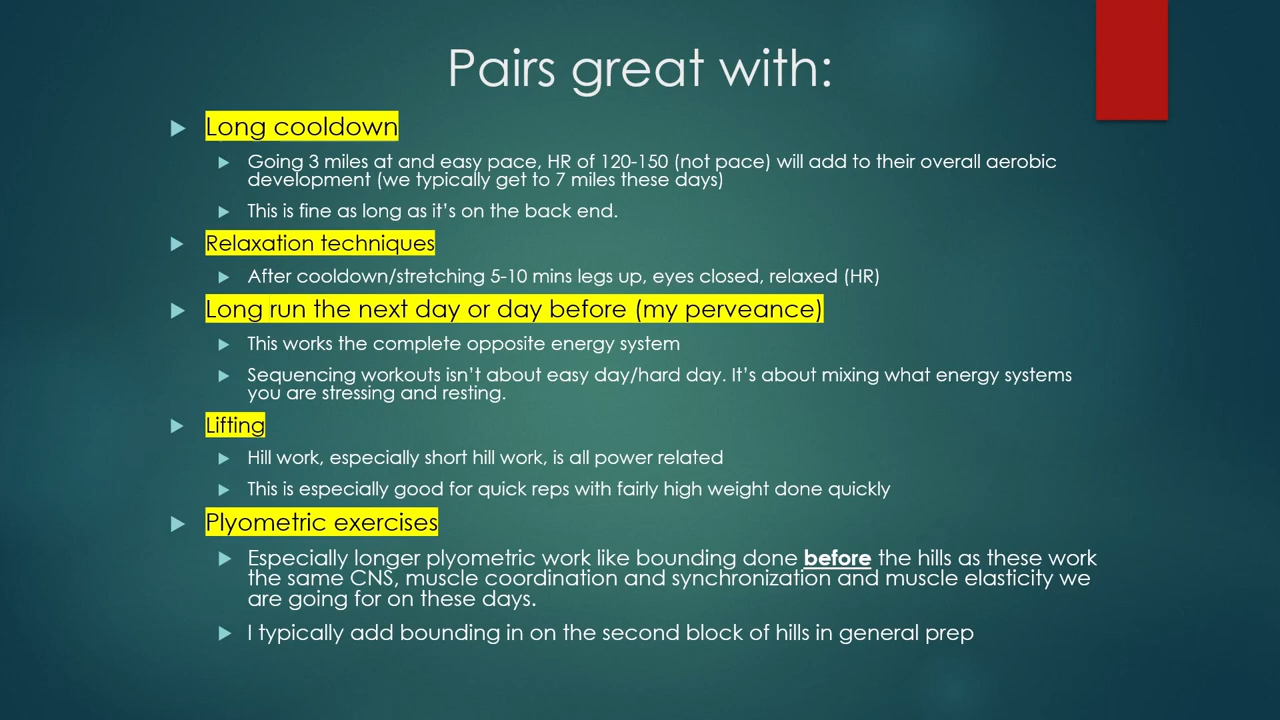 Pairs great with:
Long cooldown
Going 3 miles at and easy pace, HR of 120-150 (not pace) will add to their overall aerobic
development (we typically get to 7 miles these days)
This is fine as long as it's on the back end.
Relaxation techniques
After cooldown/stretching 5-10 mins legs up, eyes closed, relaxed (HR)
Long run the next day or day before (my perveance)
This works the complete opposite energy system
Sequencing workouts isn't about easy day/hard day. It's about mixing what energy systems
you are stressing and resting.
Lifting
Hill work, especially short hill work, is all power related
This is especially good for quick reps with fairly high weight done quickly
Plyometric exercises
Especially longer plyometric work like bounding done before the hills as these work
the same CNS, muscle coordination and synchronization and muscle elasticity we
are going for on these days.
I typically add bounding in on the second block of hills in general prep